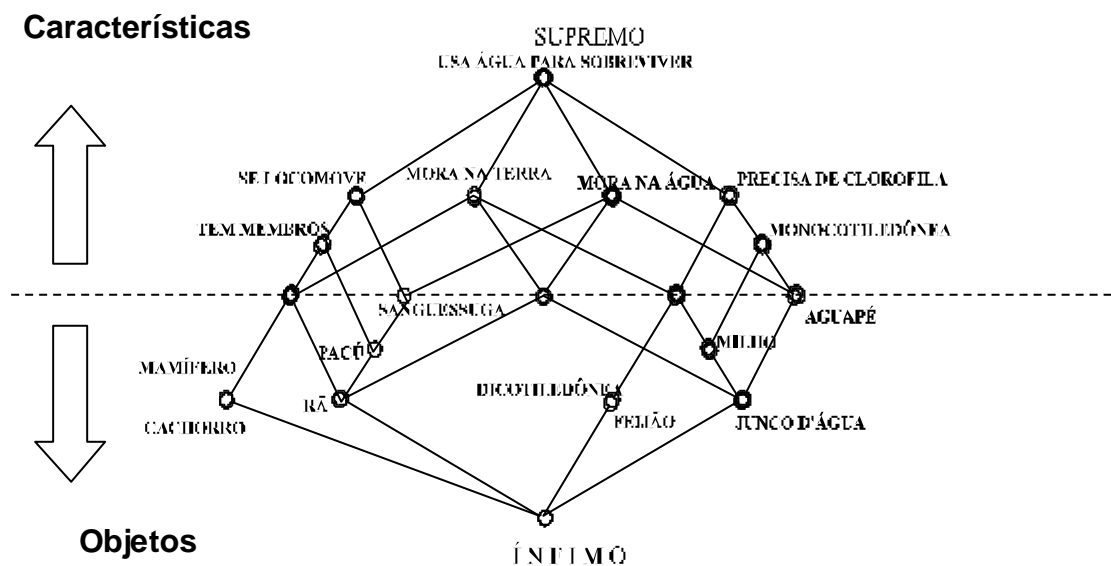 Características
SUPREMO
USA ÁGUA PARA SOBREVIVER
SE LOCOMOVE
MORA NA TERRA
MORA NA ÁGUA
PRECISA DE CLOROFILA
TEM MEMBROS
MONOCOTILEDÔNEA
SANGUESSUGA
AGUAPÉ
PACÚ
MILHO
MAMÍFERO
CACHORRO
RÃ
DICOTILEDÔNEA
FEIJÃO
JUNCO D'ÁGUA
Objetos
ÍNFIMO